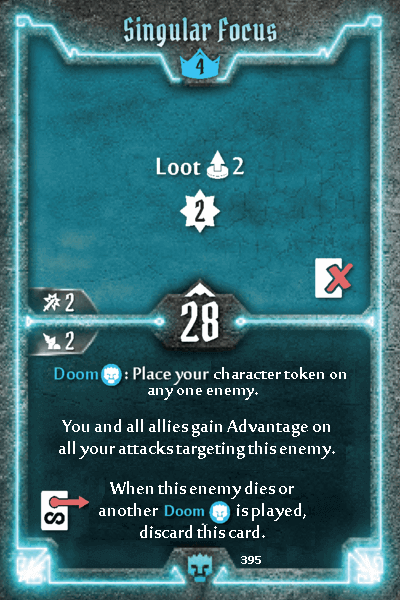 Singular Focus
4
Loot 2
2
2
28
2
Doom : Place your character token on
any one enemy.
You and all allies gain Advantage on
all your attacks targeting this enemy.
When this enemy dies or
another Doom is played,
discard this card.
395